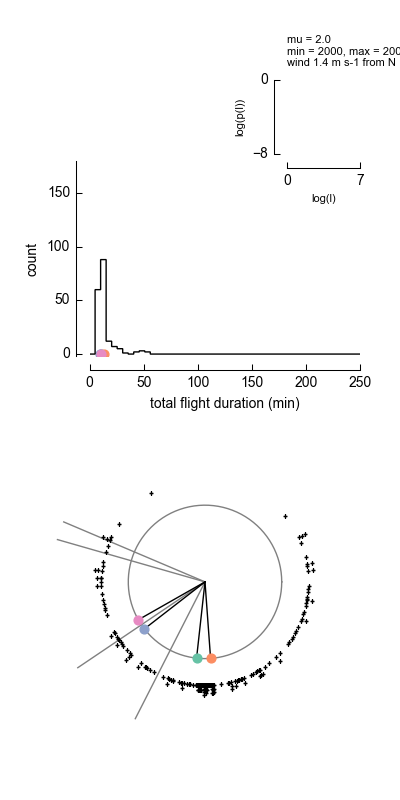 mu = 2.0
min = 2000, max = 200
wind 1.4 m s-1 from N
0
log(p(l))
−8
0 7
log(l)
150
100
50
0
count
0 50 100 150 200 250
total flight duration (min)